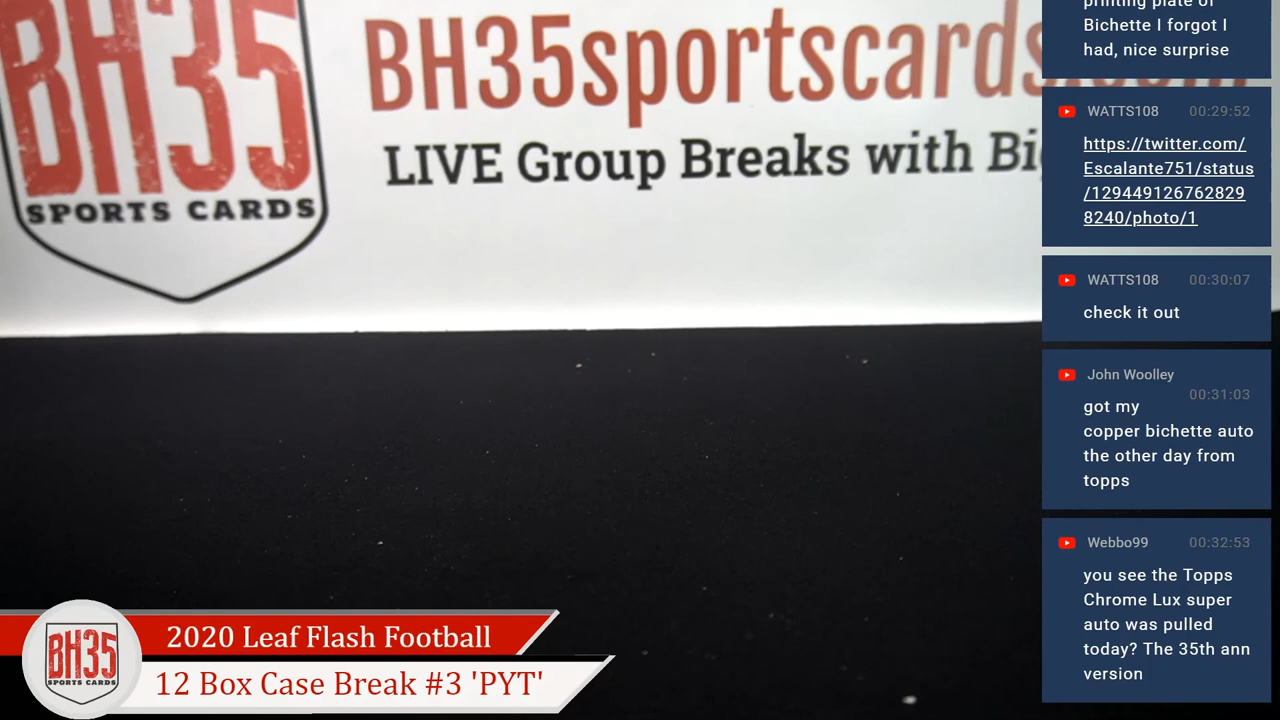 BH35
SPORTS CARDS
BH35sportscards.com
LIVE Group Breaks with
printing plate of
Bichette I forgot I
had, nice surprise
WATTS108 00:29:52
https://twitter.com/
Escalante751/status
/129449126762829
8240/photo/1
WATTS108 00:30:07
check it out
John Woolley
00:31:03
got my
copper bichette auto
the other day from
topps
Webbo99 00:32:53
you see the Topps
Chrome Lux super
auto was pulled
today? The 35th ann
version
BH35
SPORTS CARDS
2020 Leaf Flash Football
12 Box Case Break #3 'PYT'